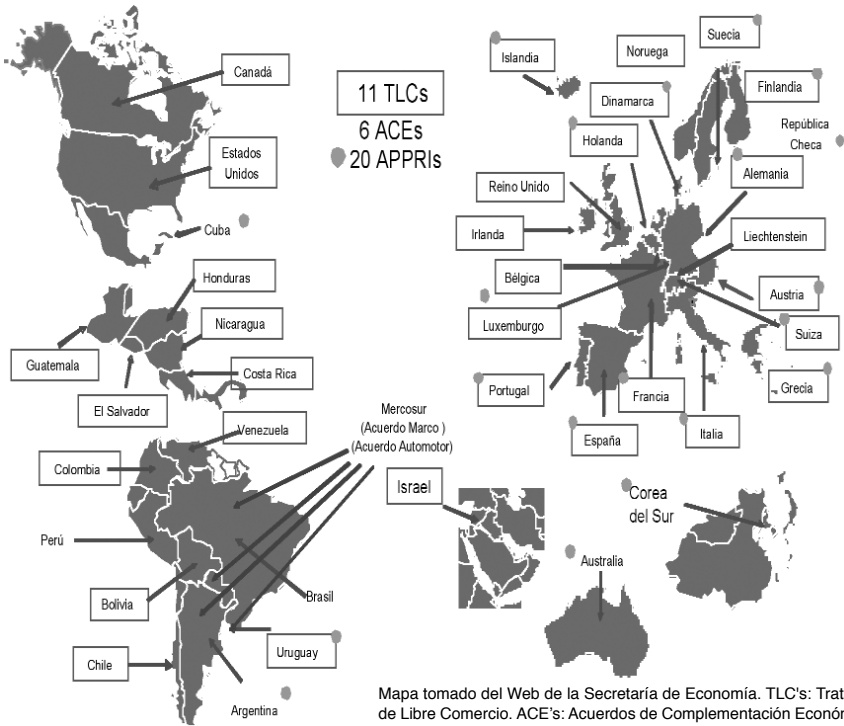 Canadá
Estados
Unidos
Cuba
11 TLCs
6 ACEs
20 APPRIs
Islandia
Noruega
Suecia
Dinamarca
Finlandia
Holanda
República
Checa
Alemania
Reino Unido
Irlanda
Liechtenstein
Bélgica
Austria
Luxemburgo
Suiza
Portugal
Francia
Grecia
España
Italia
Honduras
Nicaragua
Guatemala
Costa Rica
El Salvador
Mercosur
(Acuerdo Marco )
(Acuerdo Automotor)
Venezuela
Colombia
Israel
Corea
del Sur
Perú
Australia
Bolivia
Brasil
Uruguay
Chile
Argentina
Mapa tomado del Web de la Secretaría de Economía. TLC's: Trat
de Libre Comercio. ACE’s: Acuerdos de Complementación Económ